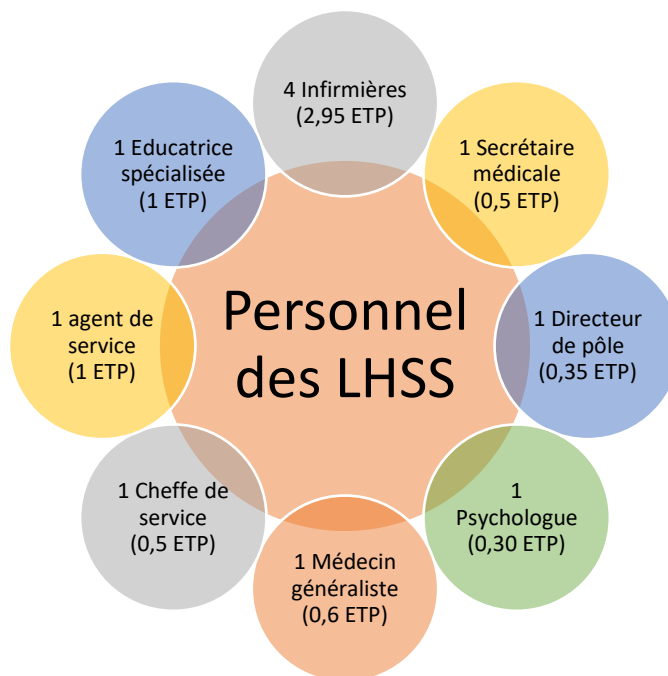 4 Infirmières
(2,95 ETP)
1 Secrétaire
médicale
(0,5 ETP)
1 Directeur
de pôle
(0,35 ETP)
1
Psychologue
(0,30 ETP)
1 Médecin
généraliste
(0,6 ETP)
1 Cheffe de
service
(0,5 ETP)
1 agent de
service
(1 ETP)
1 Educatrice
spécialisée
(1 ETP)
Personnel
des LHSS